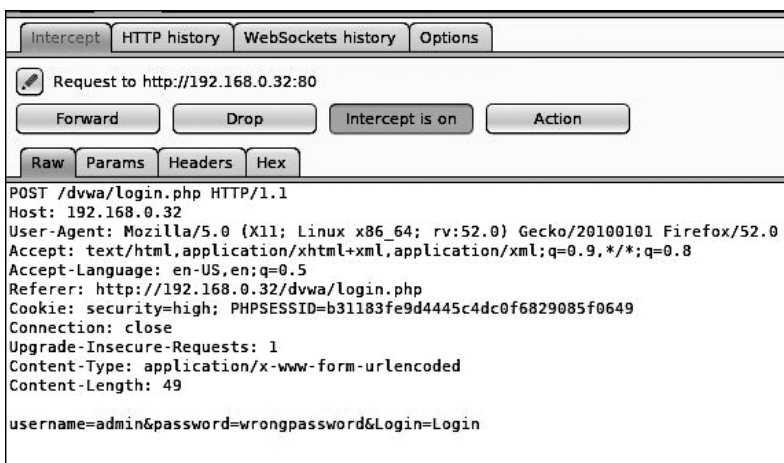 Intercept HTTP history WebSockets history Options
Request to http://192.168.0.32:80
Forward Drop Intercept is on Action
Raw Params Headers Hex
POST /dvwa/login.php HTTP/1.1
Host: 192.168.0.32
User-Agent: Mozilla/5.0 (X11; Linux x86_64; rv:52.0) Gecko/20100101 Firefox/52.0
Accept: text/html,application/xhtml+xml,application/xml;q=0.9,*/*;q=0.8
Accept-Language: en-US,en;q=0.5
Referer: http://192.168.0.32/dvwa/login.php
Cookie: security=high; PHPSESSID=b31183fe9d4445c4dc0f6829085f0649
Connection: close
Upgrade-Insecure-Requests: 1
Content-Type: application/x-www-form-urlencoded
Content-Length: 49
username=admin&password=wrongpassword&Login=Login